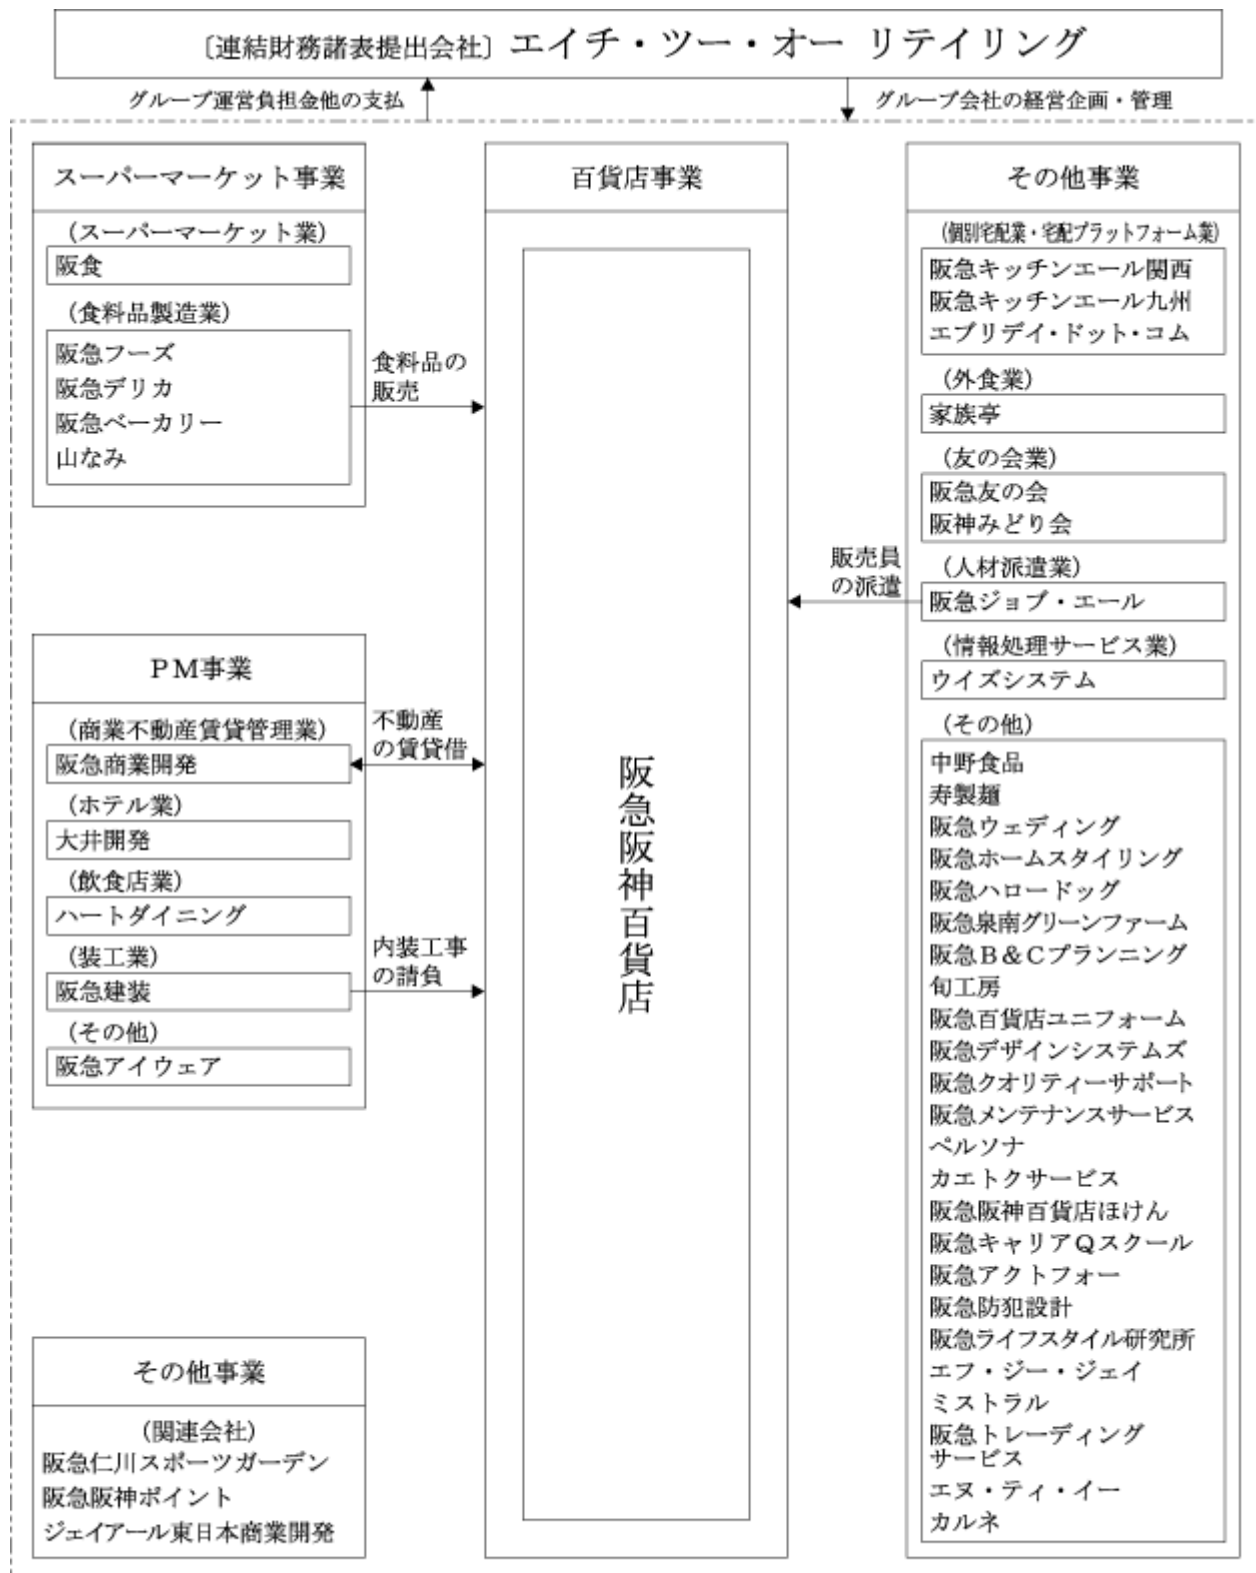 〔連結財務諸表提出会社〕エイチ・ツー・オー リテイリング
グループ運営負担金他の支払
グループ会社の経営企画・管理
スーパーマーケット事業
(スーパーマーケット業)
阪食
(食料品製造業)
阪急フーズ
阪急デリカ
阪急ベーカリー
山なみ
食料品の
販売
PM事業
(商業不動産賃貸管理業)
阪急商業開発
(ホテル業)
大井開発
(飲食店業)
ハートダイニング
(装工業)
阪急建装
(その他)
阪急アイウェア
不動産
の賃貸借
内装工事
の請負
その他事業
(関連会社)
阪急仁川スポーツガーデン
阪急阪神ポイント
ジェイアール東日本商業開発
百貨店事業
阪急阪神百貨店
販売員
の派遣
その他事業
(個別宅配業・宅配プラットフォーム業)
阪急キッチンエール関西
阪急キッチンエール九州
エブリデイ・ドット・コム
(外食業)
家族亭
(友の会業)
阪急友の会
阪神みどり会
(人材派遣業)
阪急ジョブ・エール
(情報処理サービス業)
ウイズシステム
(その他)
中野食品
寿製麺
阪急ウェディング
阪急ホームスタイリング
阪急ハロードッグ
阪急泉南グリーンファーム
阪急B&Cプランニング
旬工房
阪急百貨店ユニフォーム
阪急デザインシステムズ
阪急クオリティーサポート
阪急メンテナンスサービス
ペルソナ
カエトクサービス
阪急阪神百貨店ほけん
阪急キャリアQスクール
阪急アクトフォー
阪急防犯設計
阪急ライフスタイル研究所
エフ・ジー・ジェイ
ミストラル
阪急トレーディング
サービス
エヌ・ティ・イー
カルネ